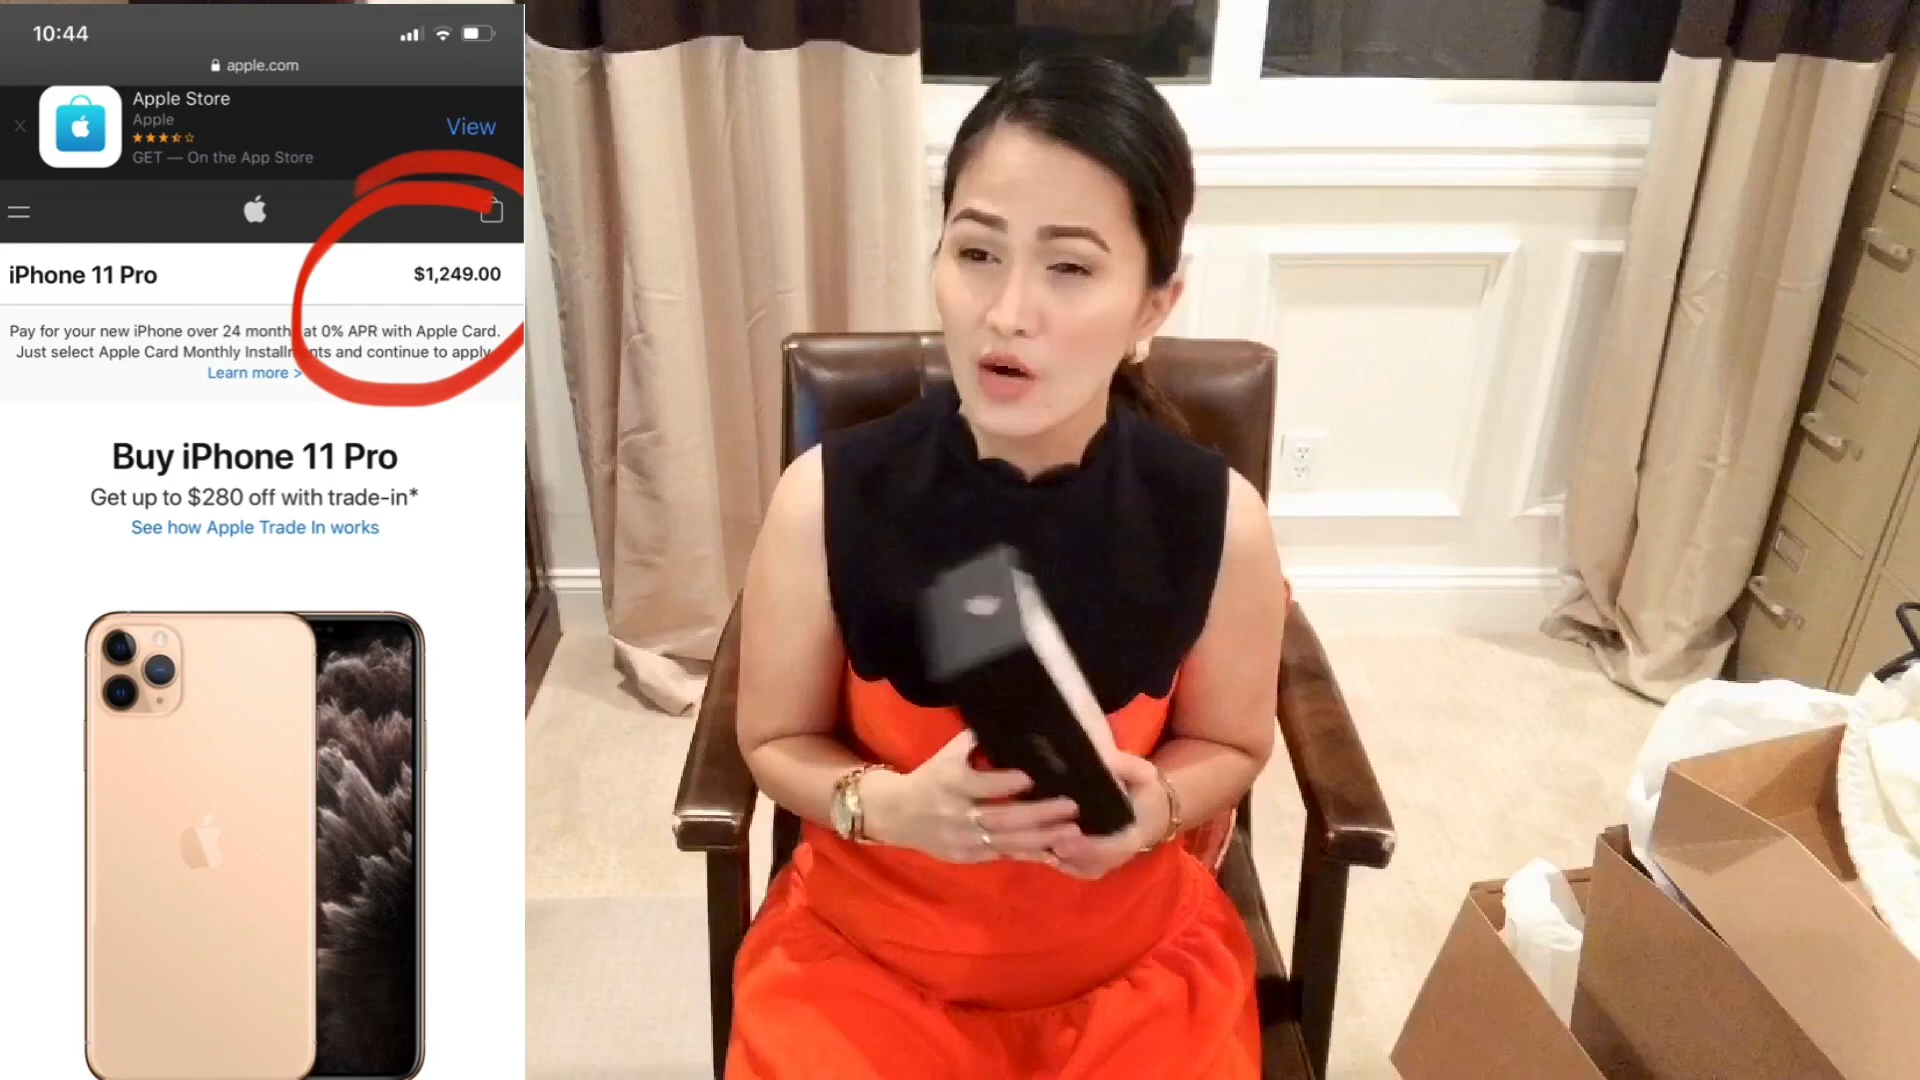 10:44
apple.com
Apple Store
Apple
View
GET — On the App Store
iPhone 11 Pro
$1,249.00
Pay for your new iPhone over 24 months at 0% APR with Apple Card.
Just select Apple Card Monthly Installments and continue to apply.
Learn more >
Buy iPhone 11 Pro
Get up to $280 off with trade-in*
See how Apple Trade In works